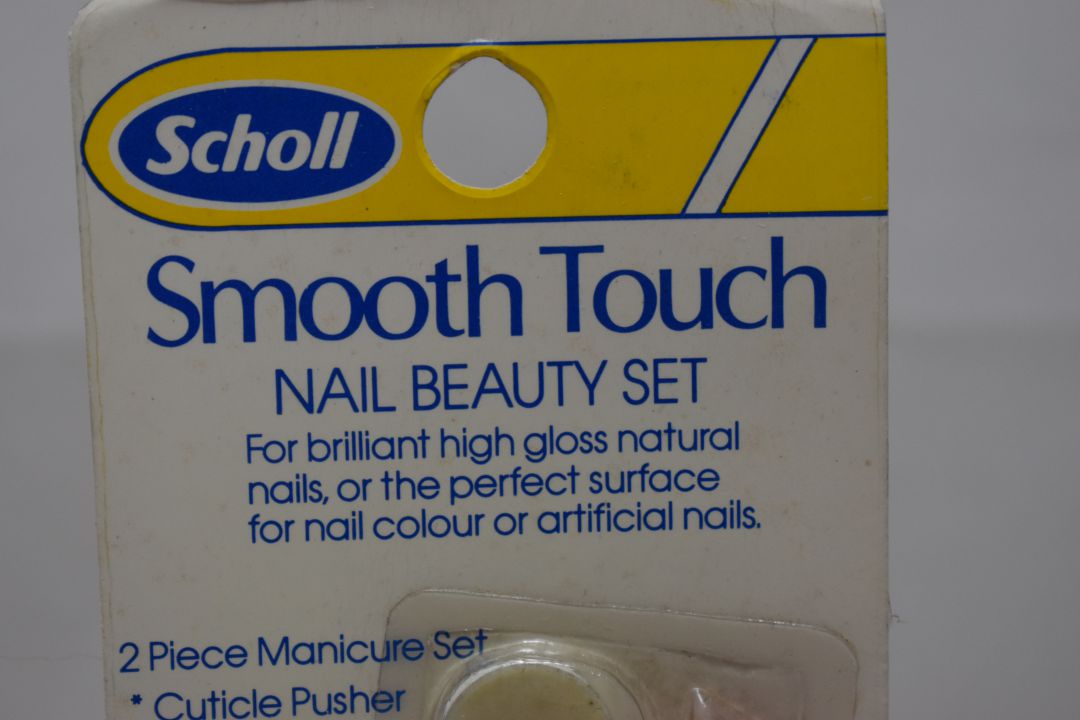 Scholl
Smooth Touch
NAIL BEAUTY SET
For brilliant high gloss natural
nails, or the perfect surface
for nail colour or artificial nails.
2 Piece Manicure Set
* Cuticle Pusher